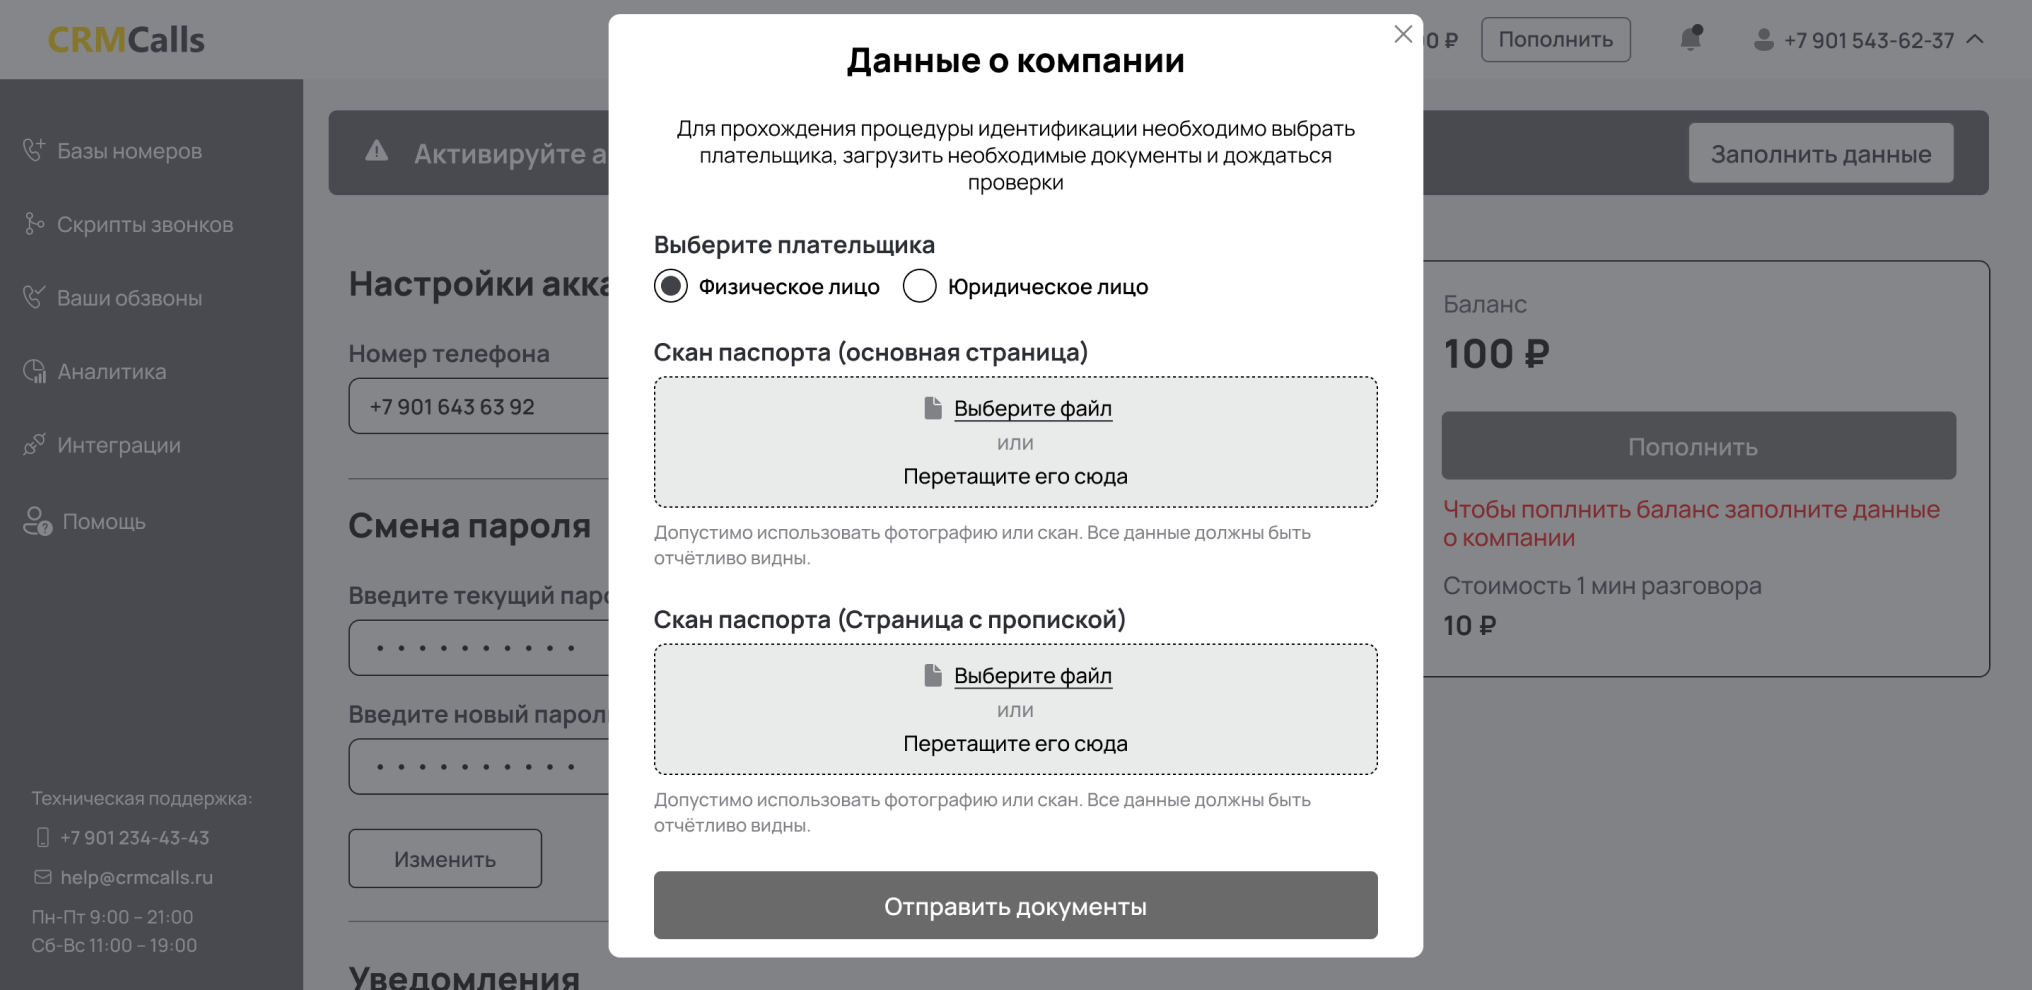 CRMCalls
0 ₽
Пополнить
+7 901 543-62-37
Базы номеров
Скрипты звонков
Ваши обзвоны
Аналитика
Интеграции
Помощь
Техническая поддержка:
+7 901 234-43-43
help@crmcalls.ru
Пн-Пт 9:00 – 21:00
Сб-Вс 11:00 – 19:00
Активируйте а
Заполнить данные
Настройки акка
Номер телефона
+7 901 643 63 92
Смена пароля
Введите текущий паро
• • • • • • • • • •
Введите новый парол
• • • • • • • • • •
Изменить
Уведомления
Данные о компании
Для прохождения процедуры идентификации необходимо выбрать
плательщика, загрузить необходимые документы и дождаться
проверки
Выберите плательщика
Физическое лицо
Юридическое лицо
Скан паспорта (основная страница)
Выберите файл
или
Перетащите его сюда
Допустимо использовать фотографию или скан. Все данные должны быть
отчётливо видны.
Скан паспорта (Страница с пропиской)
Выберите файл
или
Перетащите его сюда
Допустимо использовать фотографию или скан. Все данные должны быть
отчётливо видны.
Отправить документы
Баланс
100 ₽
Пополнить
Чтобы поплнить баланс заполните данные
о компании
Стоимость 1 мин разговора
10 ₽